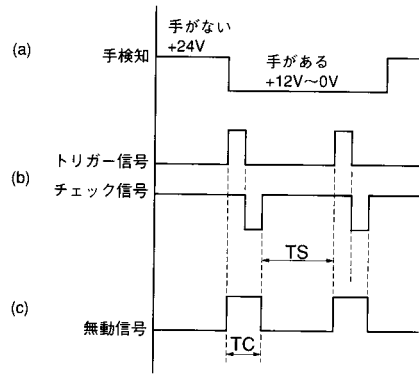 (a)
手検知
手がない
+24V
手がある
+12V～0V
(b)
トリガー信号
チェック信号
TS
(c)
無動信号
TC